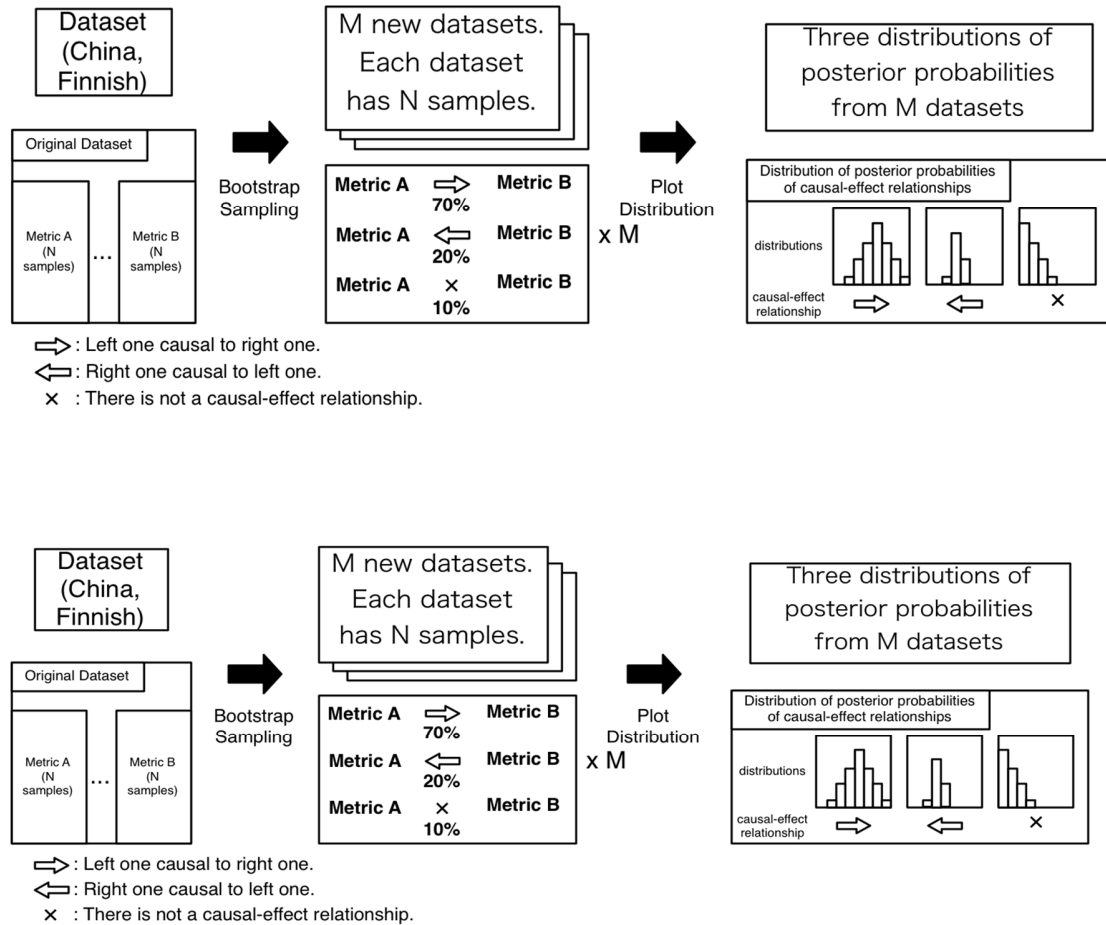 Dataset
(China,
Finnish)
M new datasets.
Each dataset
has N samples.
Three distributions of
posterior probabilities
from M datasets
Original Dataset
Metric A
(N
samples)
...
Metric B
(N
samples)
Bootstrap
Sampling
Metric A ⇨ Metric B
70%
Metric A ⇦ Metric B
20%
Metric A × Metric B
10%
x M
Plot
Distribution
Distribution of posterior probabilities
of causal-effect relationships
distributions
causal-effect
relationship
⇨ ⇦ ×
⇨ : Left one causal to right one.
⇦ : Right one causal to left one.
× : There is not a causal-effect relationship.
Dataset
(China,
Finnish)
M new datasets.
Each dataset
has N samples.
Three distributions of
posterior probabilities
from M datasets
Original Dataset
Metric A
(N
samples)
...
Metric B
(N
samples)
Bootstrap
Sampling
Metric A ⇨ Metric B
70%
Metric A ⇦ Metric B
20%
Metric A × Metric B
10%
x M
Plot
Distribution
Distribution of posterior probabilities
of causal-effect relationships
distributions
causal-effect
relationship
⇨ ⇦ ×
⇨ : Left one causal to right one.
⇦ : Right one causal to left one.
× : There is not a causal-effect relationship.